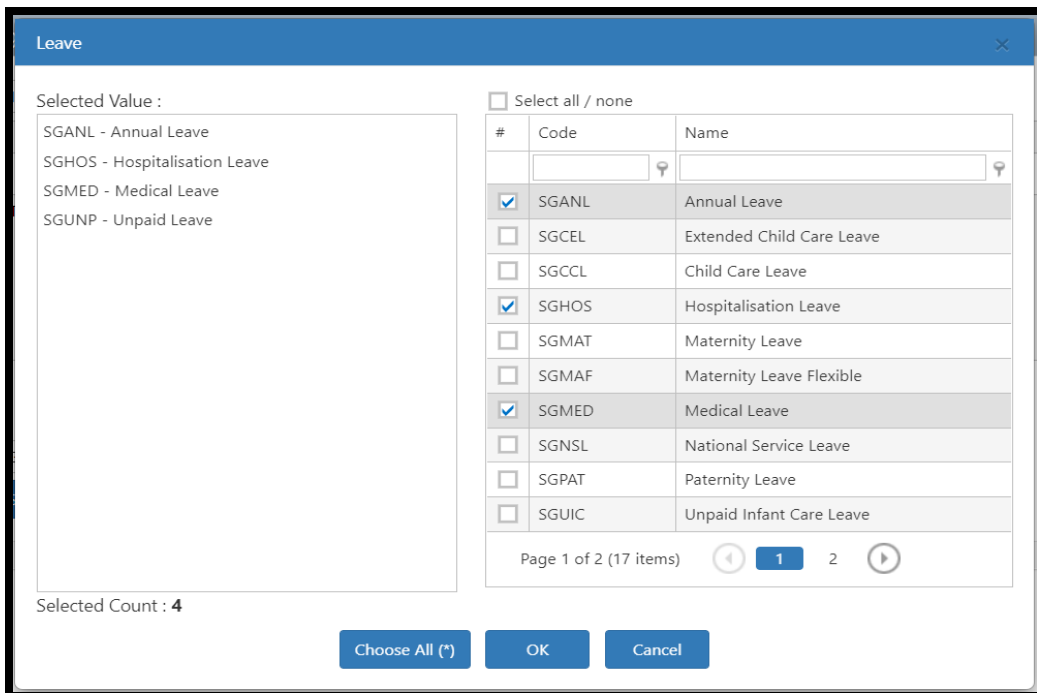 Leave
Selected Value :
SGANL - Annual Leave
SGHOS - Hospitalisation Leave
SGMED - Medical Leave
SGUNP - Unpaid Leave
Selected Count : 4
Select all / none
# Code Name
SGANL Annual Leave
SGCEL Extended Child Care Leave
SGCCL Child Care Leave
SGHOS Hospitalisation Leave
SGMAT Maternity Leave
SGMAF Maternity Leave Flexible
SGMED Medical Leave
SGNSL National Service Leave
SGPAT Paternity Leave
SGUIC Unpaid Infant Care Leave
Page 1 of 2 (17 items) 1 2
Choose All (*) OK Cancel